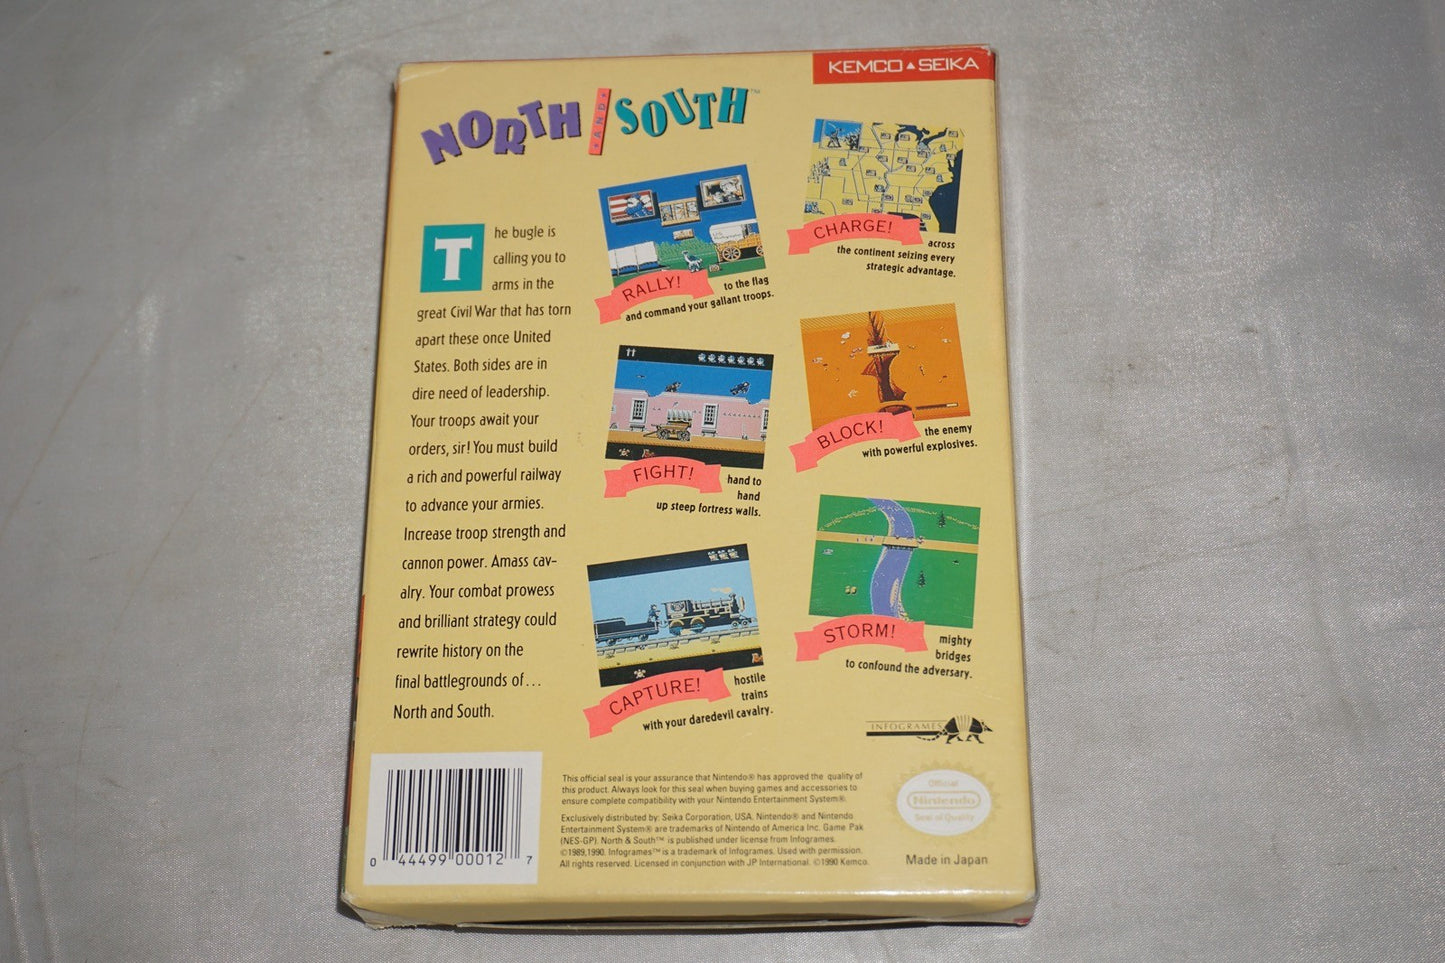 KEMCO▲SEIKA
NORTH AND SOUTH™
The bugle is
calling you to
arms in the
great Civil War that has torn
apart these once United
States. Both sides are in
dire need of leadership.
Your troops await your
orders, sir! You must build
a rich and powerful railway
to advance your armies.
Increase troop strength and
cannon power. Amass cav-
alry. Your combat prowess
and brilliant strategy could
rewrite history on the
final battlegrounds of...
North and South.
RALLY!
to the flag
and command your gallant troops.
CHARGE!
across
the continent seizing every
strategic advantage.
FIGHT!
hand to
hand
up steep fortress walls.
BLOCK!
the enemy
with powerful explosives.
CAPTURE!
hostile
trains
with your daredevil cavalry.
STORM!
mighty
bridges
to confound the adversary.
INFOGRAMES
0 44499 00012 7
This official seal is your assurance that Nintendo® has approved the quality of
this product. Always look for this seal when buying games and accessories to
ensure complete compatibility with your Nintendo Entertainment System®.
Exclusively distributed by: Seika Corporation, USA. Nintendo® and Nintendo
Entertainment System® are trademarks of Nintendo of America Inc. Game Pak
(NES-GP). North & South™ is published under license from Infogrames.
©1989,1990. Infogrames™ is a trademark of Infogrames. Used with permission.
All rights reserved. Licensed in conjunction with JP International. ©1990 Kemco.
Official
Nintendo
Seal of Quality
Made in Japan